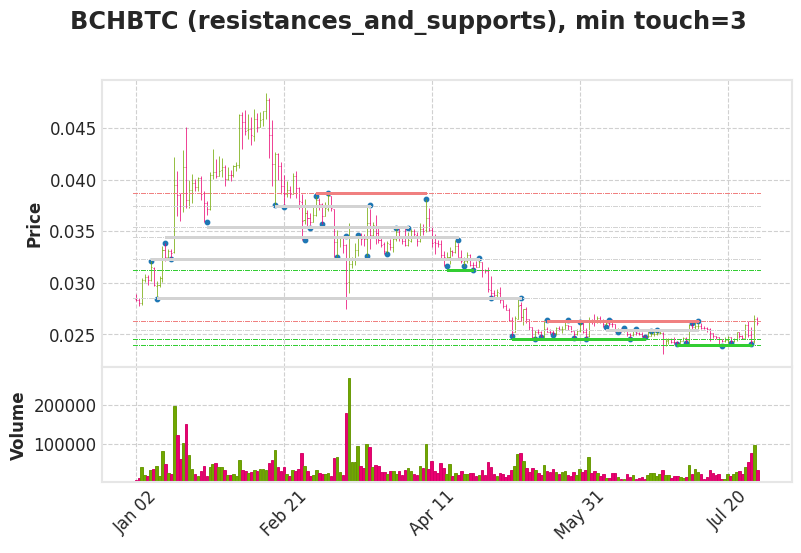 BCHBTC (resistances_and_supports), min touch=3
Price
0.045
0.040
0.035
0.030
0.025
Volume
200000
100000
Jan 02
Feb 21
Apr 11
May 31
Jul 20